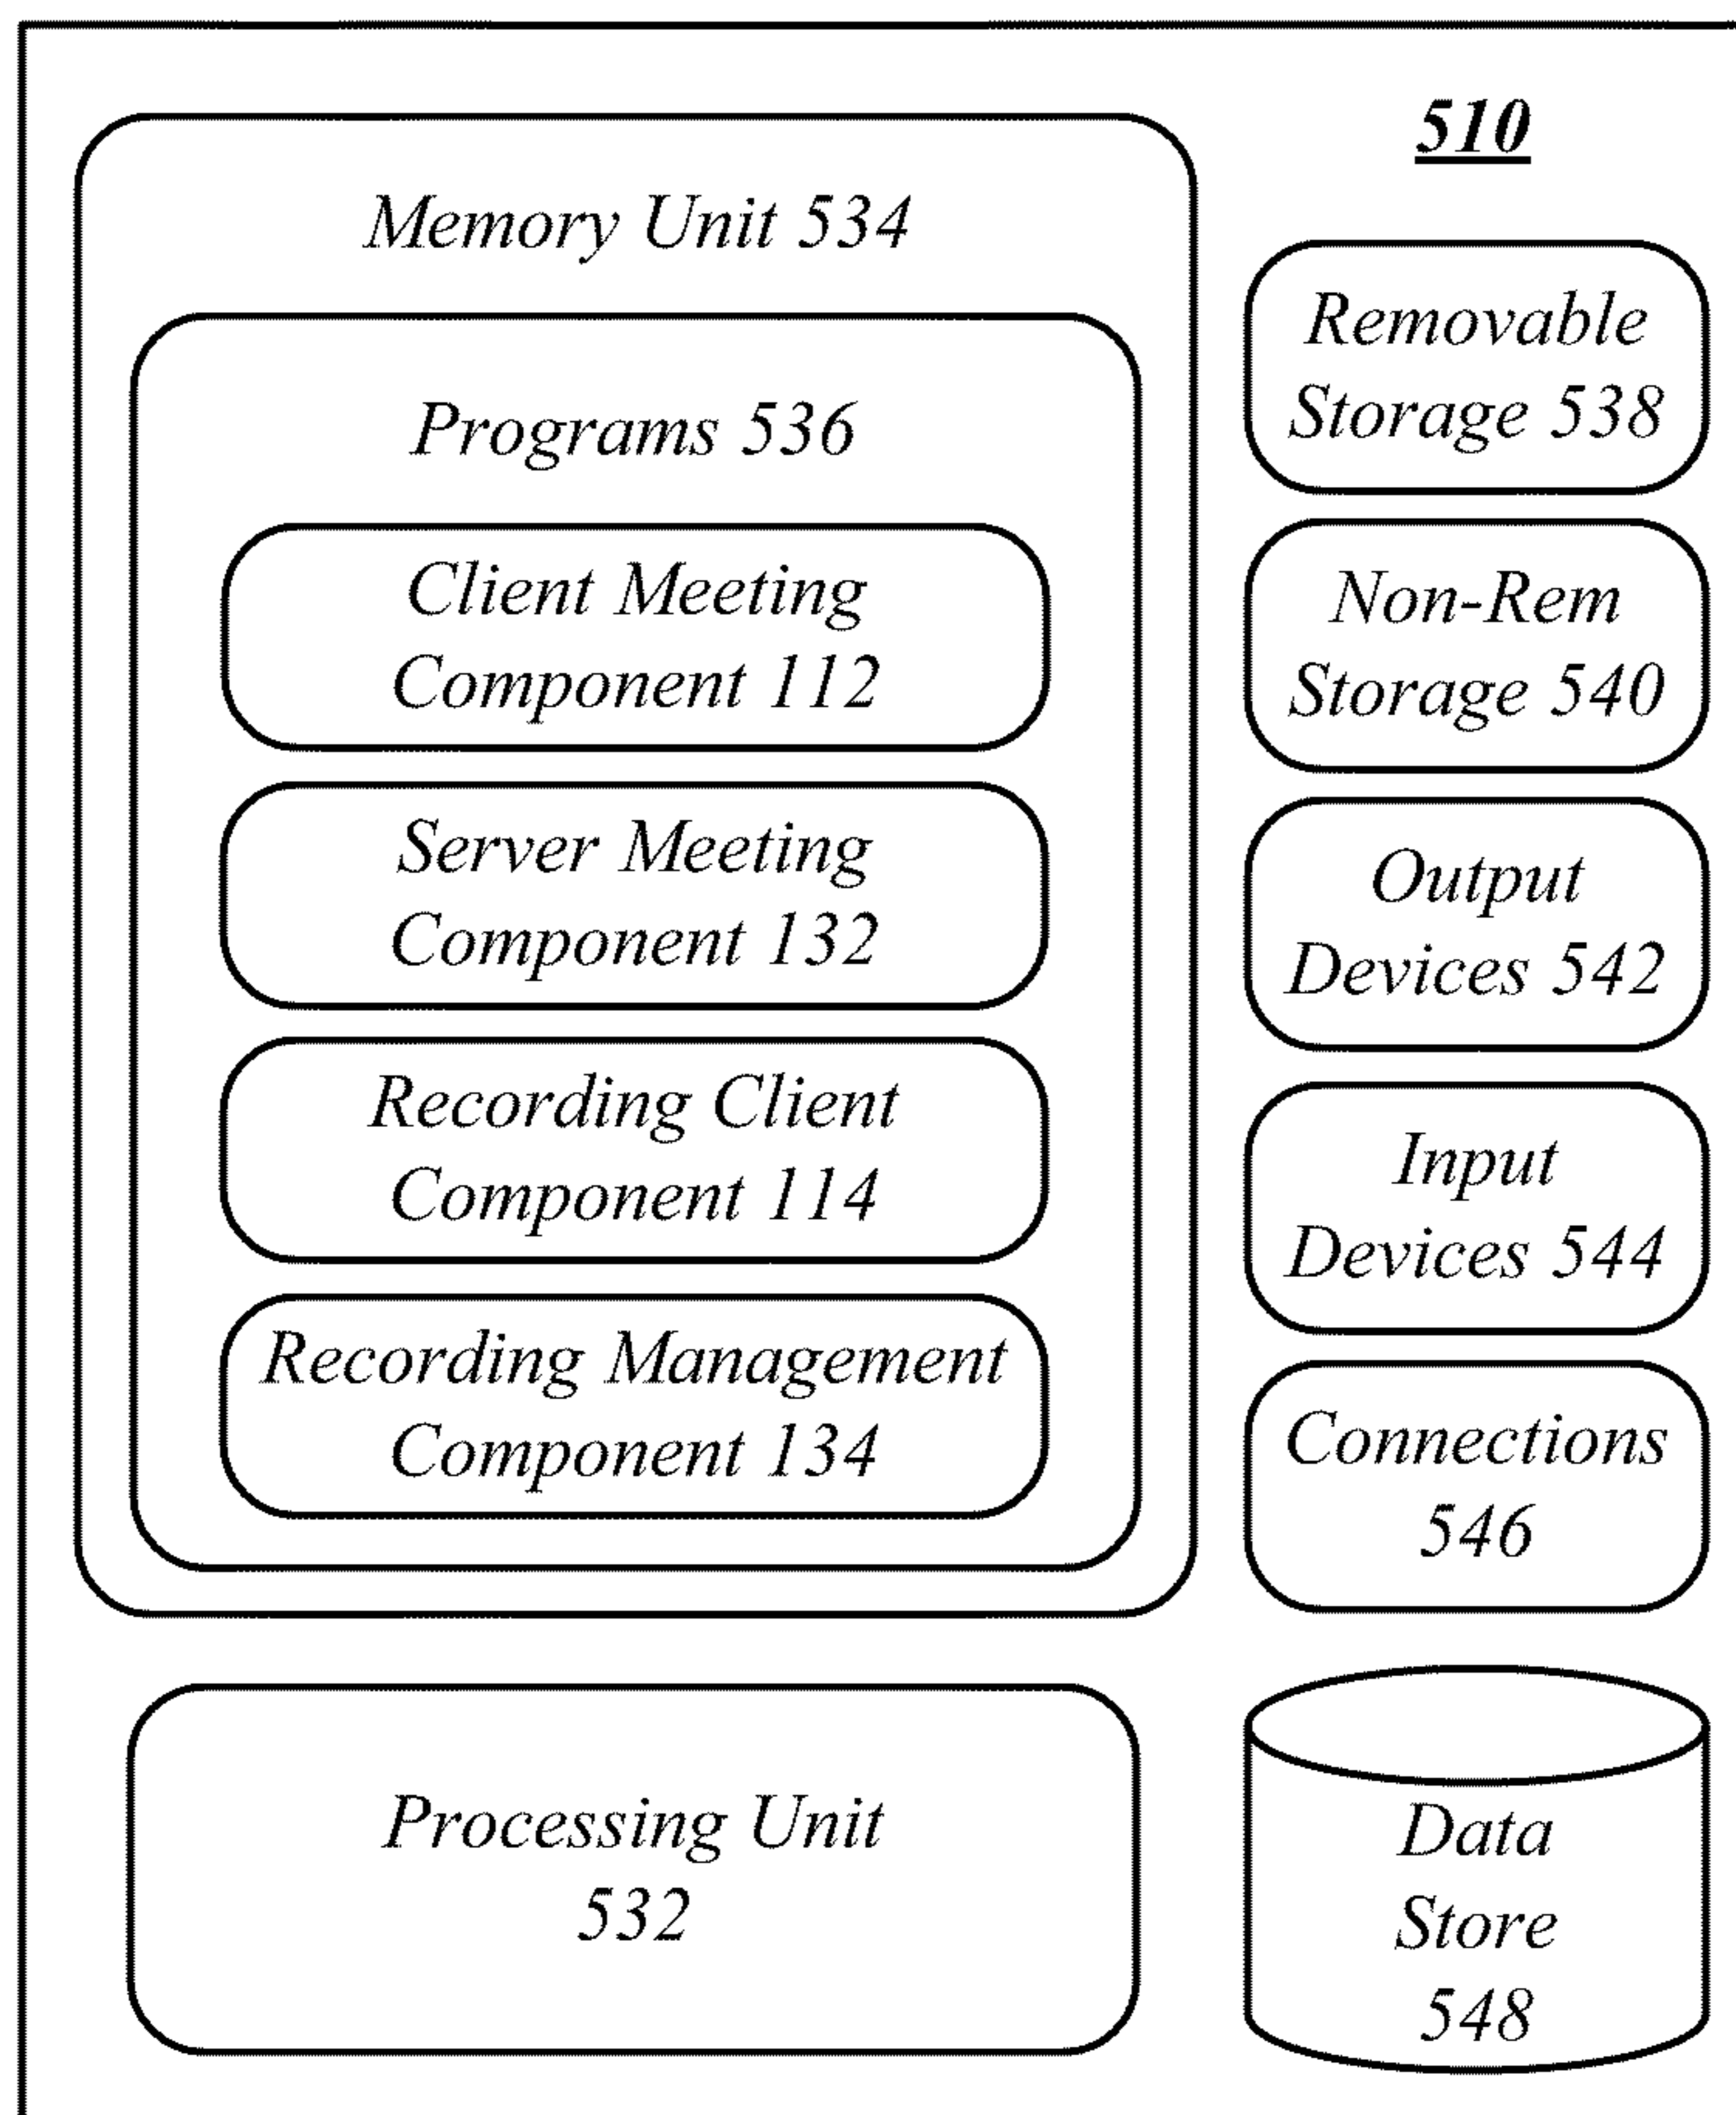 510
Memory Unit 534
Programs 536
Client Meeting
Component 112
Server Meeting
Component 132
Recording Client
Component 114
Recording Management
Component 134
Processing Unit
532
Removable
Storage 538
Non-Rem
Storage 540
Output
Devices 542
Input
Devices 544
Connections
546
Data
Store
548